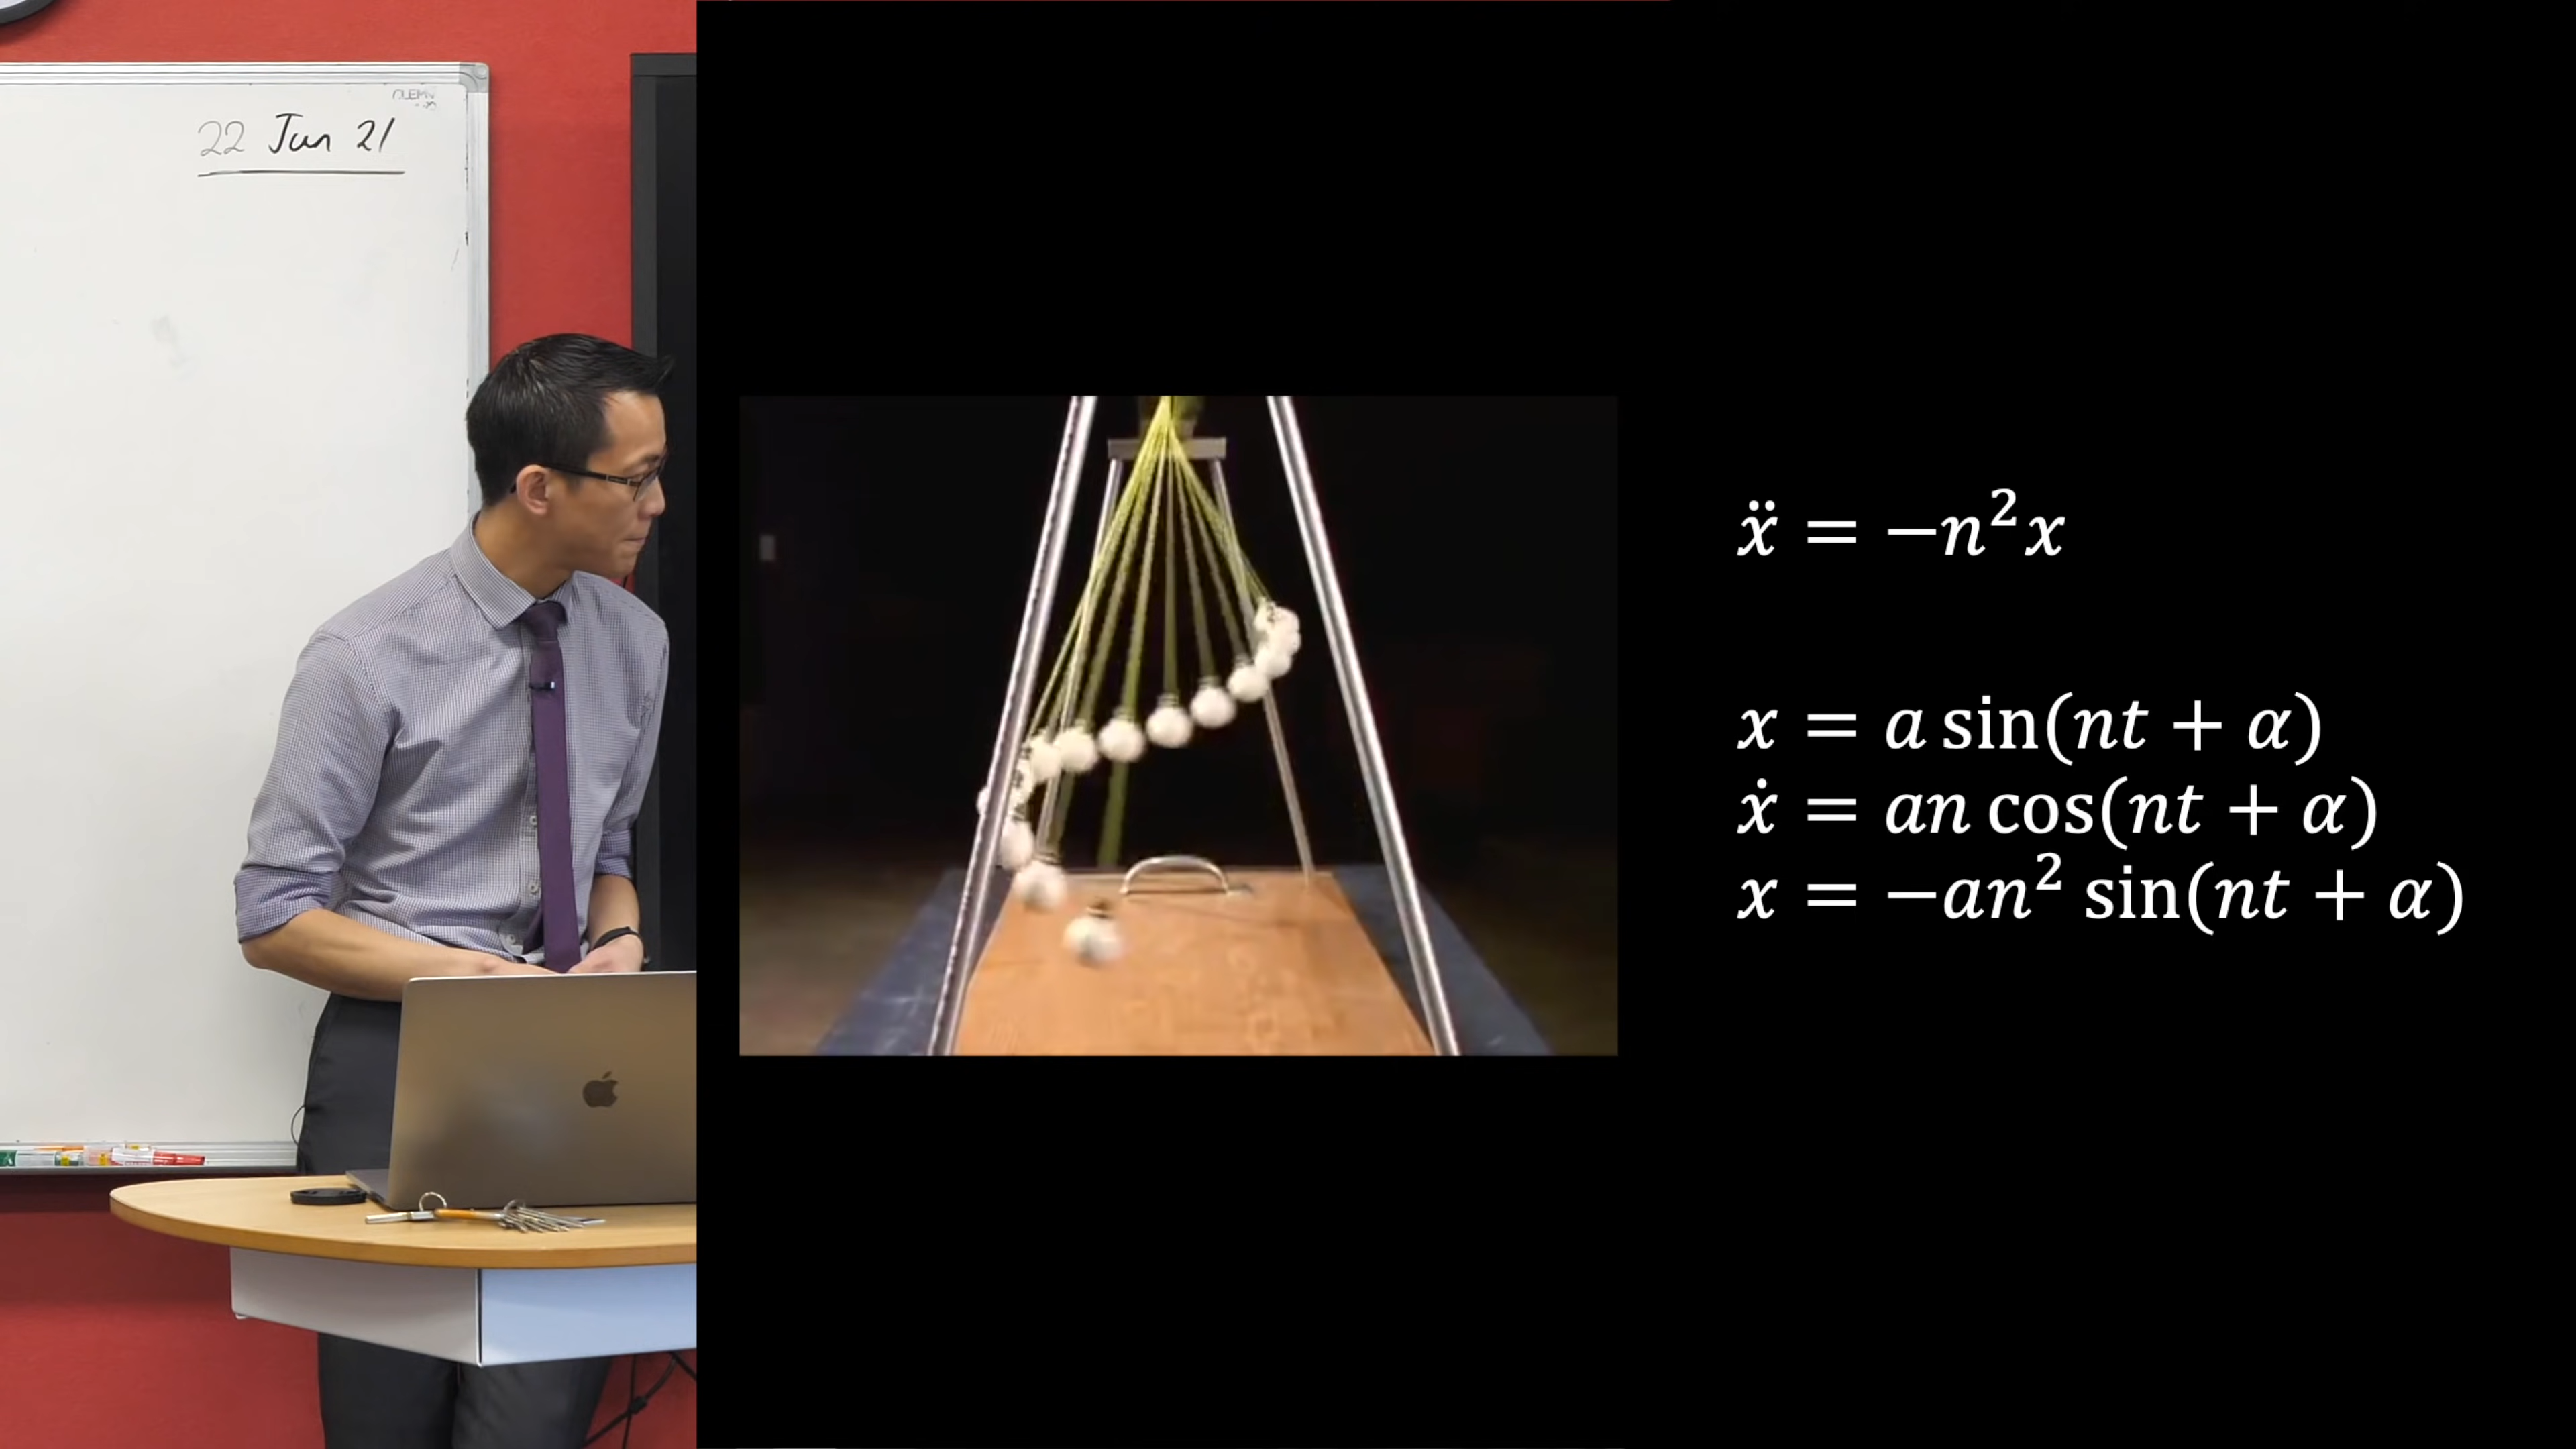 22 Jun 21
ẍ = −n²x
x = a sin(nt + α)
ẋ = an cos(nt + α)
x = −an² sin(nt + α)